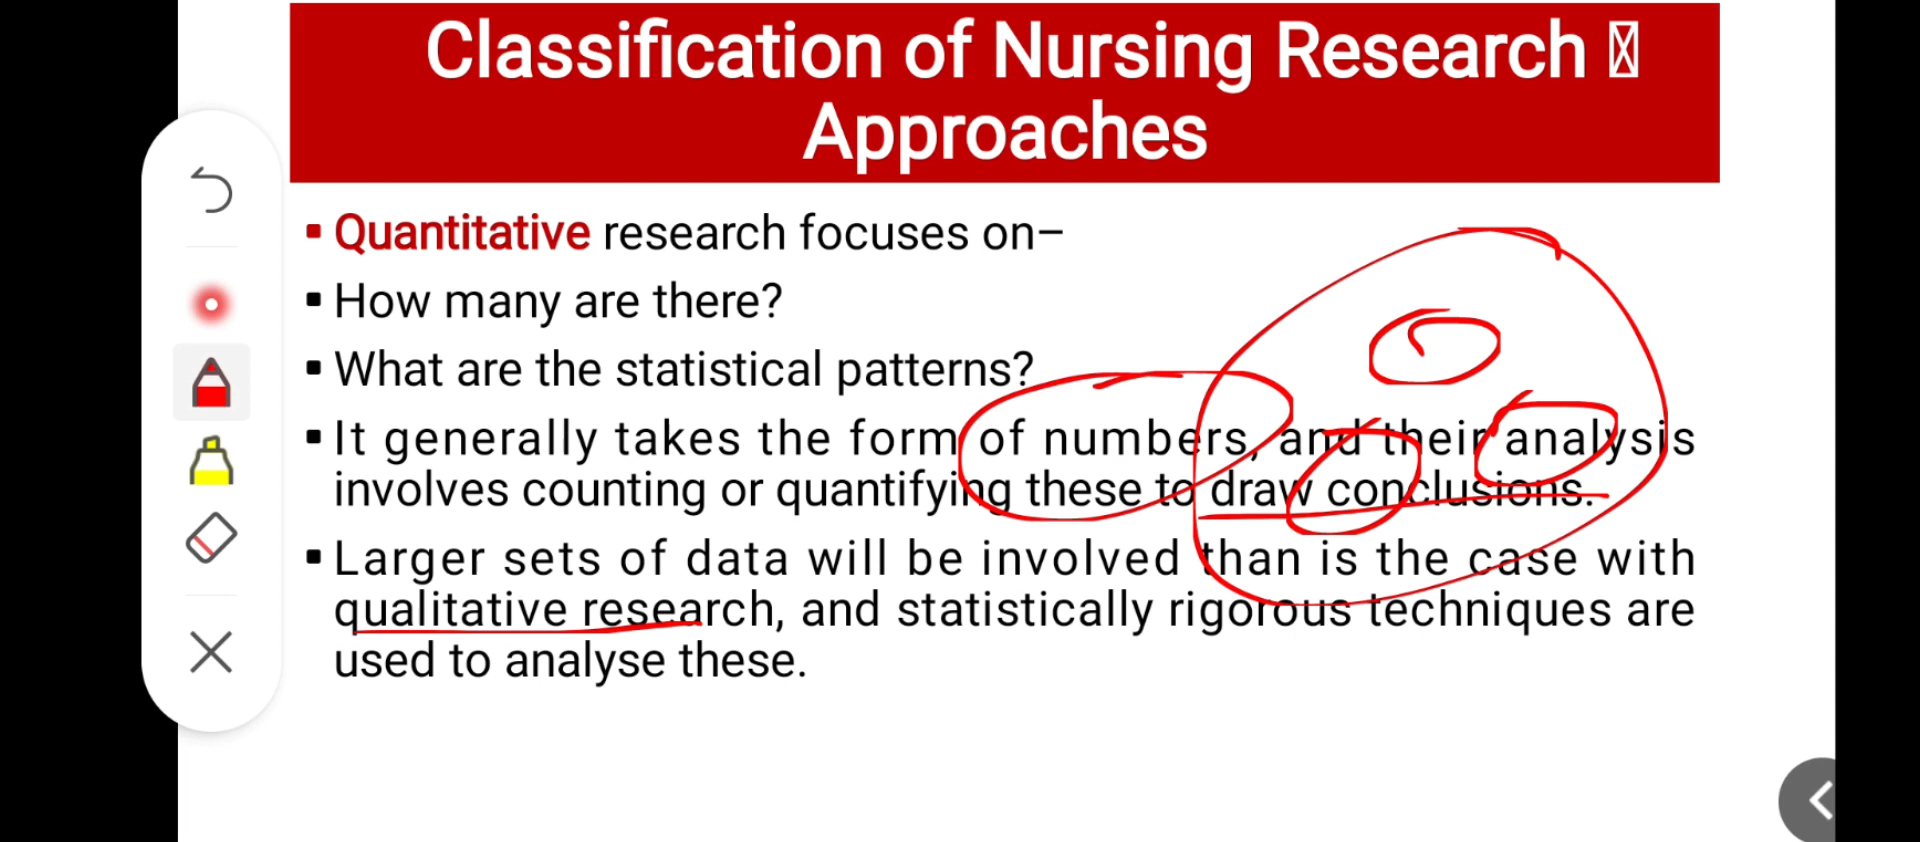 Classification of Nursing Research
Approaches
▪ Quantitative research focuses on–
▪ How many are there?
▪ What are the statistical patterns?
▪ It generally takes the form of numbers, and their analysis
involves counting or quantifying these to draw conclusions.
▪ Larger sets of data will be involved than is the case with
qualitative research, and statistically rigorous techniques are
used to analyse these.